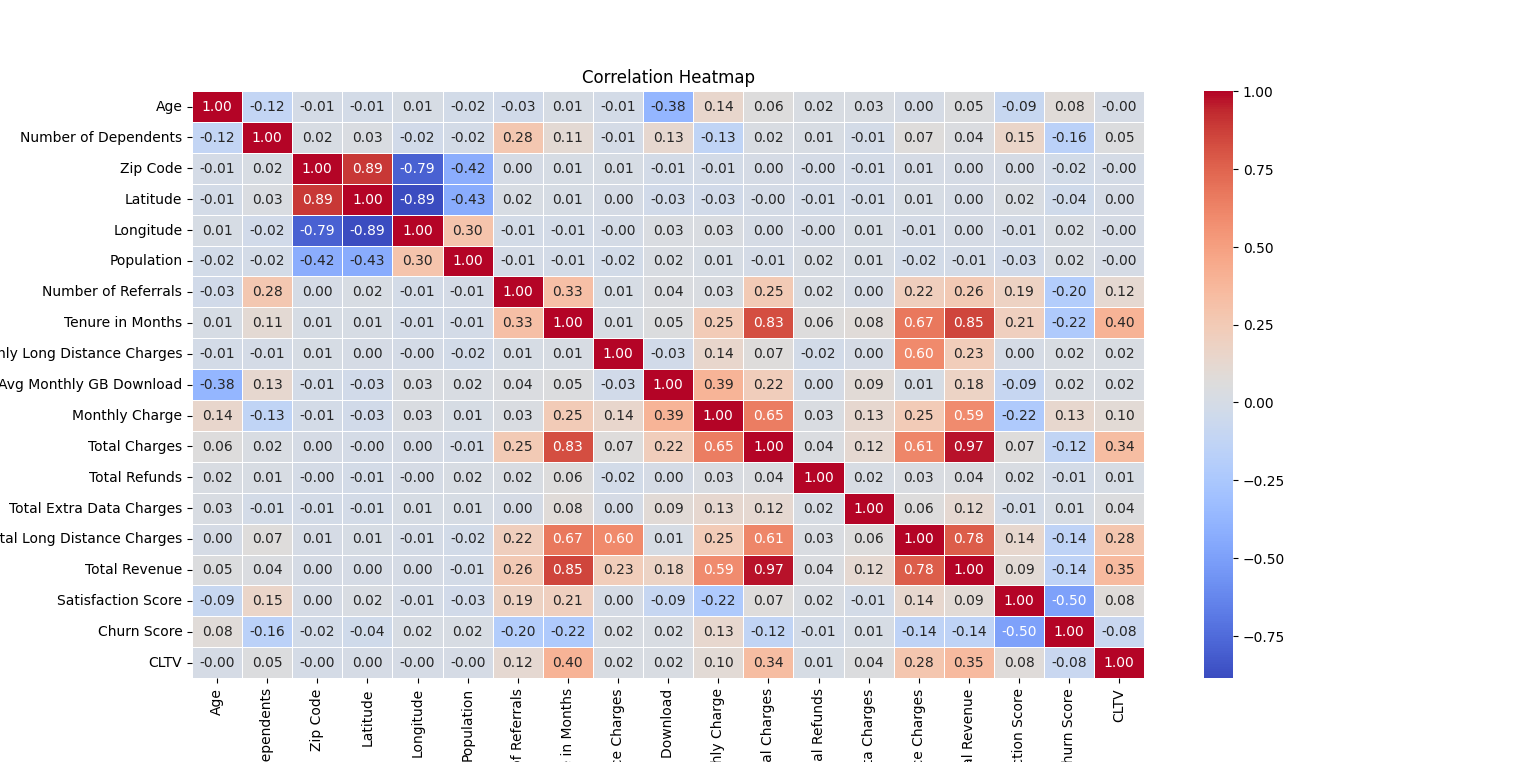 Correlation Heatmap
Age 1.00 -0.12 -0.01 -0.01 0.01 -0.02 -0.03 0.01 -0.01 -0.38 0.14 0.06 0.02 0.03 0.00 0.05 -0.09 0.08 -0.00
Number of Dependents -0.12 1.00 0.02 0.03 -0.02 -0.02 0.28 0.11 -0.01 0.13 -0.13 0.02 0.01 -0.01 0.07 0.04 0.15 -0.16 0.05
Zip Code -0.01 0.02 1.00 0.89 -0.79 -0.42 0.00 0.01 0.01 -0.01 -0.01 0.00 -0.00 -0.01 0.01 0.00 0.00 -0.02 -0.00
Latitude -0.01 0.03 0.89 1.00 -0.89 -0.43 0.02 0.01 0.00 -0.03 -0.03 -0.00 -0.01 -0.01 0.01 0.00 0.02 -0.04 0.00
Longitude 0.01 -0.02 -0.79 -0.89 1.00 0.30 -0.01 -0.01 -0.00 0.03 0.03 0.00 -0.00 0.01 -0.01 0.00 -0.01 0.02 -0.00
Population -0.02 -0.02 -0.42 -0.43 0.30 1.00 -0.01 -0.01 -0.02 0.02 0.01 -0.01 0.02 0.01 -0.02 -0.01 -0.03 0.02 -0.00
Number of Referrals -0.03 0.28 0.00 0.02 -0.01 -0.01 1.00 0.33 0.01 0.04 0.03 0.25 0.02 0.00 0.22 0.26 0.19 -0.20 0.12
Tenure in Months 0.01 0.11 0.01 0.01 -0.01 -0.01 0.33 1.00 0.01 0.05 0.25 0.83 0.06 0.08 0.67 0.85 0.21 -0.22 0.40
hly Long Distance Charges -0.01 -0.01 0.01 0.00 -0.00 -0.02 0.01 0.01 1.00 -0.03 0.14 0.07 -0.02 0.00 0.60 0.23 0.00 0.02 0.02
Avg Monthly GB Download -0.38 0.13 -0.01 -0.03 0.03 0.02 0.04 0.05 -0.03 1.00 0.39 0.22 0.00 0.09 0.01 0.18 -0.09 0.02 0.02
Monthly Charge 0.14 -0.13 -0.01 -0.03 0.03 0.01 0.03 0.25 0.14 0.39 1.00 0.65 0.03 0.13 0.25 0.59 -0.22 0.13 0.10
Total Charges 0.06 0.02 0.00 -0.00 0.00 -0.01 0.25 0.83 0.07 0.22 0.65 1.00 0.04 0.12 0.61 0.97 0.07 -0.12 0.34
Total Refunds 0.02 0.01 -0.00 -0.01 -0.00 0.02 0.02 0.06 -0.02 0.00 0.03 0.04 1.00 0.02 0.03 0.04 0.02 -0.01 0.01
Total Extra Data Charges 0.03 -0.01 -0.01 -0.01 0.01 0.01 0.00 0.08 0.00 0.09 0.13 0.12 0.02 1.00 0.06 0.12 -0.01 0.01 0.04
tal Long Distance Charges 0.00 0.07 0.01 0.01 -0.01 -0.02 0.22 0.67 0.60 0.01 0.25 0.61 0.03 0.06 1.00 0.78 0.14 -0.14 0.28
Total Revenue 0.05 0.04 0.00 0.00 0.00 -0.01 0.26 0.85 0.23 0.18 0.59 0.97 0.04 0.12 0.78 1.00 0.09 -0.14 0.35
Satisfaction Score -0.09 0.15 0.00 0.02 -0.01 -0.03 0.19 0.21 0.00 -0.09 -0.22 0.07 0.02 -0.01 0.14 0.09 1.00 -0.50 0.08
Churn Score 0.08 -0.16 -0.02 -0.04 0.02 0.02 -0.20 -0.22 0.02 0.02 0.13 -0.12 -0.01 0.01 -0.14 -0.14 -0.50 1.00 -0.08
CLTV -0.00 0.05 -0.00 0.00 -0.00 -0.00 0.12 0.40 0.02 0.02 0.10 0.34 0.01 0.04 0.28 0.35 0.08 -0.08 1.00
Age
ependents
Zip Code
Latitude
Longitude
Population
of Referrals
in Months
ce Charges
Download
hly Charge
al Charges
al Refunds
ta Charges
ce Charges
al Revenue
ction Score
hurn Score
CLTV
1.00
0.75
0.50
0.25
0.00
−0.25
−0.50
−0.75